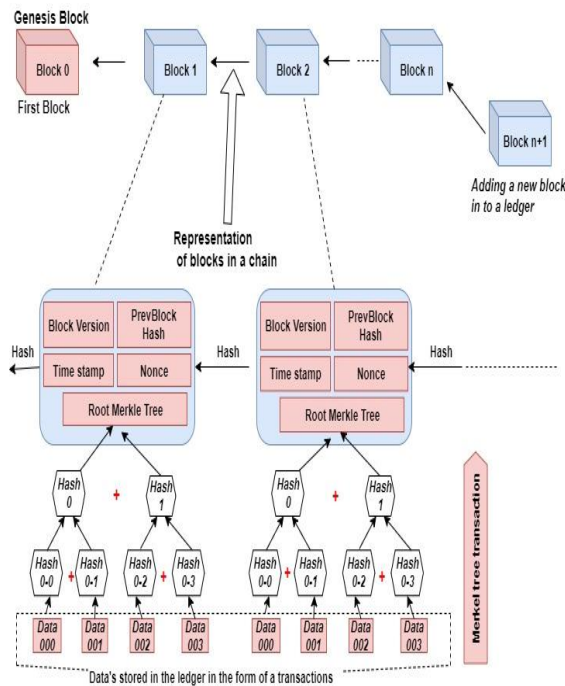 Genesis Block
Block 0
Block 1
Block 2
Block n
First Block
Block n+1
Adding a new block
in to a ledger
Representation
of blocks in a chain
Block Version
PrevBlock
Hash
Time stamp
Nonce
Root Merkle Tree
Hash
Block Version
PrevBlock
Hash
Time stamp
Nonce
Root Merkle Tree
Hash
Hash
Hash
0
+
Hash
1
Hash
0
+
Hash
1
Hash
0-0
+
Hash
0-1
Hash
0-2
+
Hash
0-3
Hash
0-0
+
Hash
0-1
Hash
0-2
+
Hash
0-3
Data
000
Data
001
Data
002
Data
003
Data
000
Data
001
Data
002
Data
003
Data's stored in the ledger in the form of a transactions
Merkel tree transaction